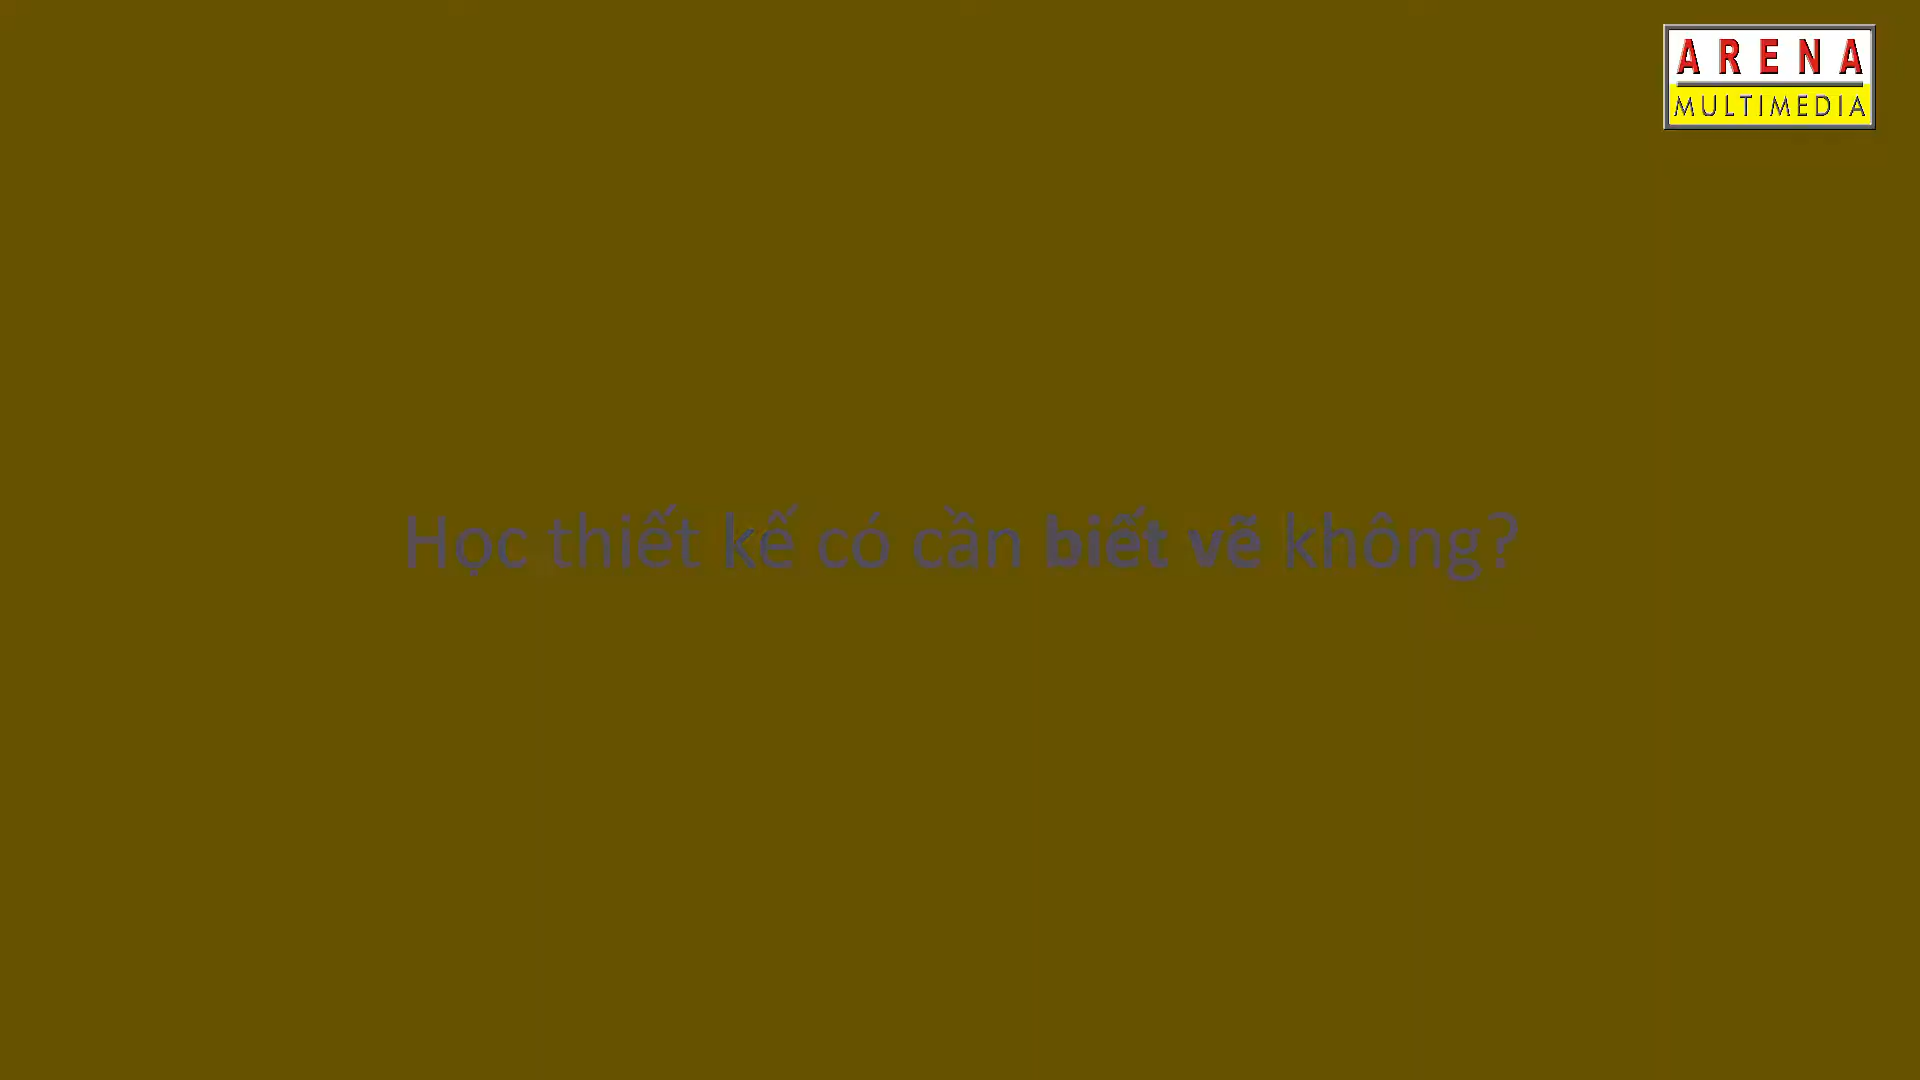 ARENA
MULTIMEDIA
Học thiết kế có cần biết vẽ không?